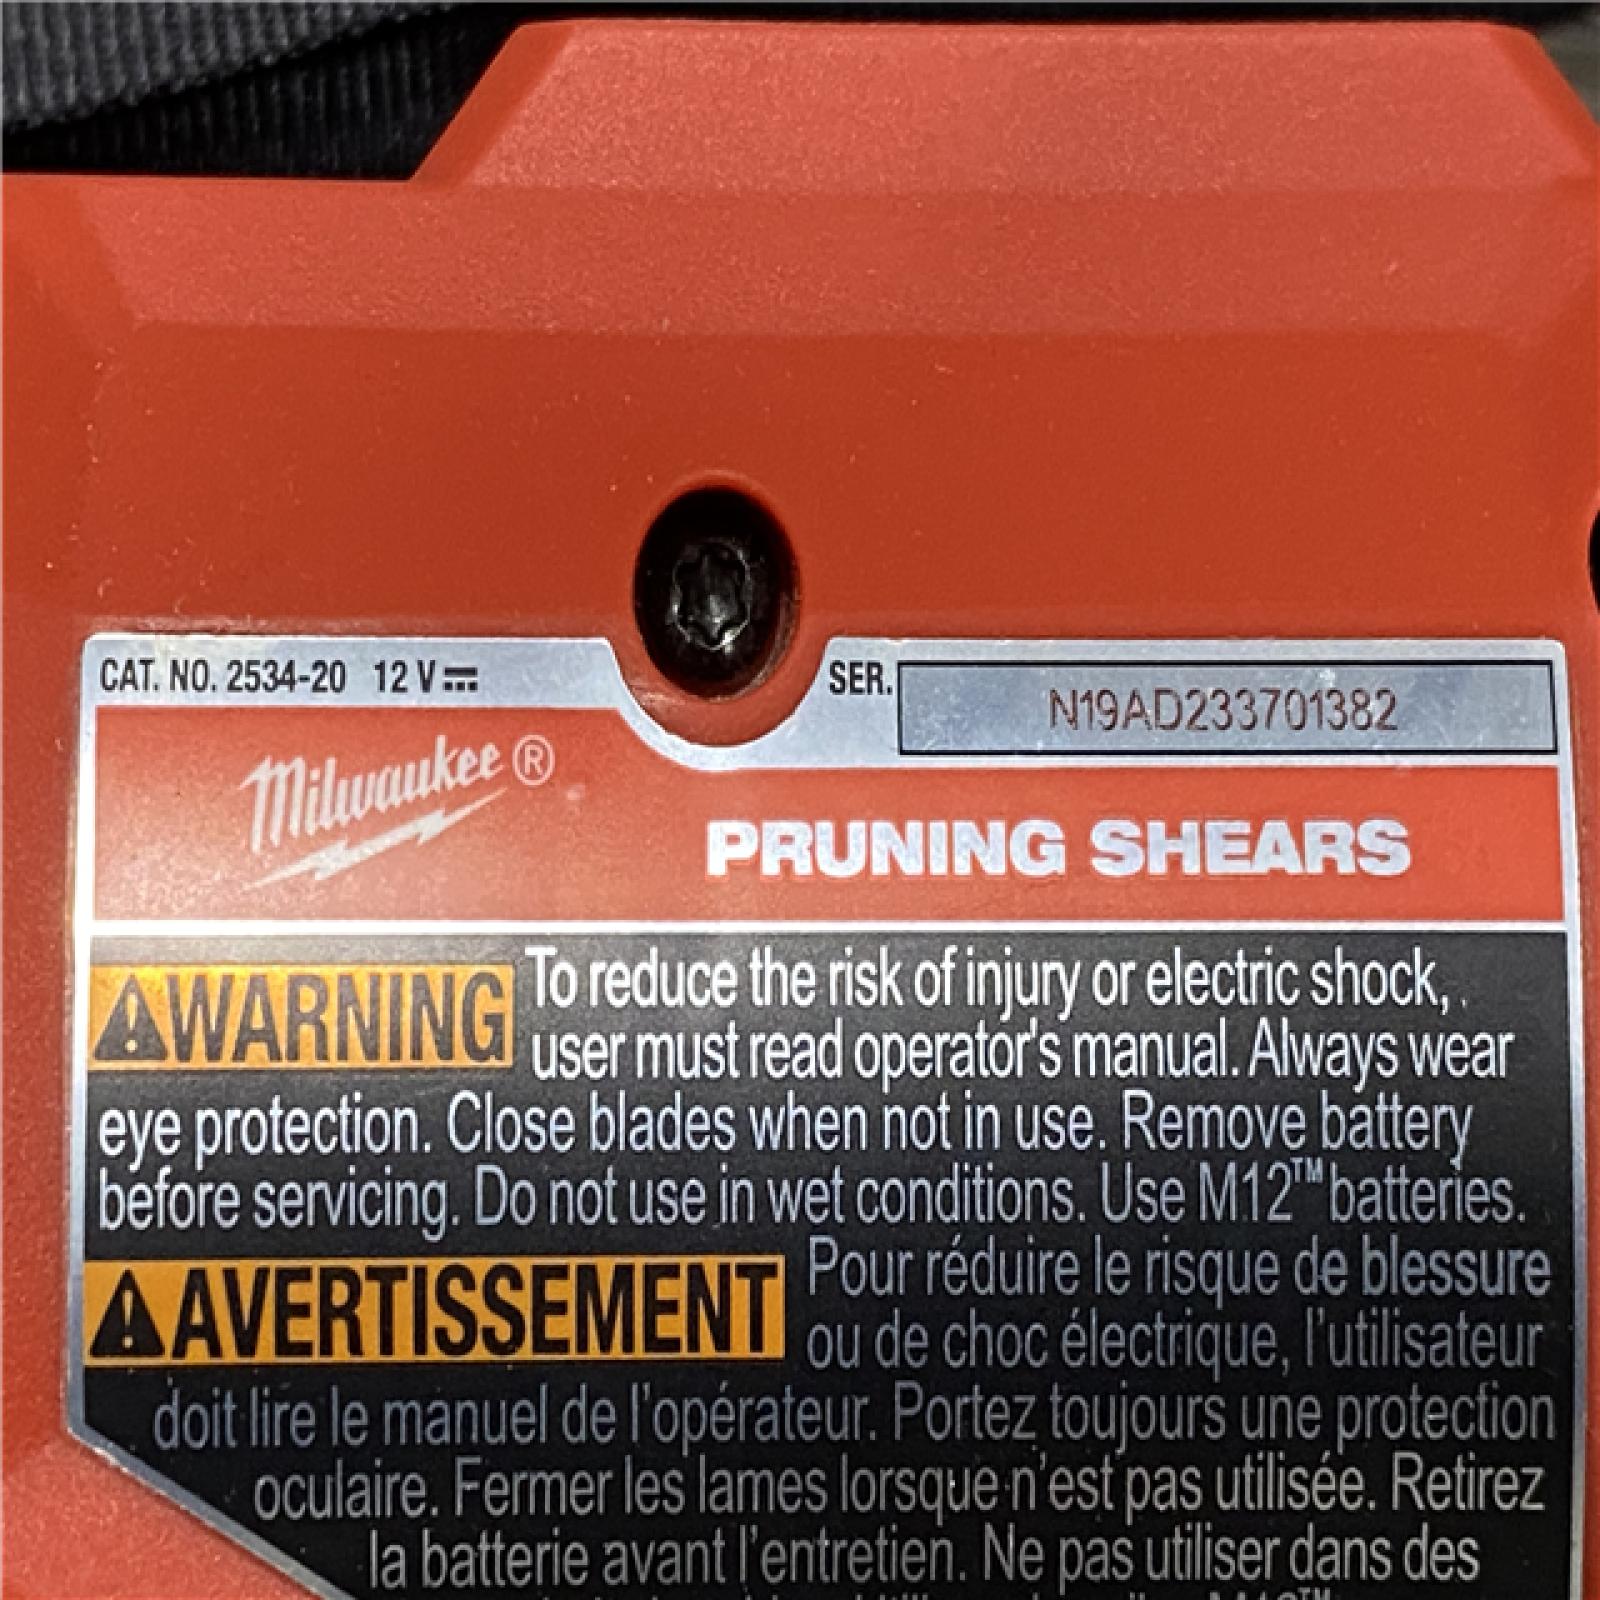 CAT. NO. 2534-20 12 V⎓
SER. N19AD233701382
Milwaukee®
PRUNING SHEARS
⚠WARNING To reduce the risk of injury or electric shock,
user must read operator's manual. Always wear
eye protection. Close blades when not in use. Remove battery
before servicing. Do not use in wet conditions. Use M12™ batteries.
⚠AVERTISSEMENT Pour réduire le risque de blessure
ou de choc électrique, l'utilisateur
doit lire le manuel de l'opérateur. Portez toujours une protection
oculaire. Fermer les lames lorsque n'est pas utilisée. Retirez
la batterie avant l'entretien. Ne pas utiliser dans des